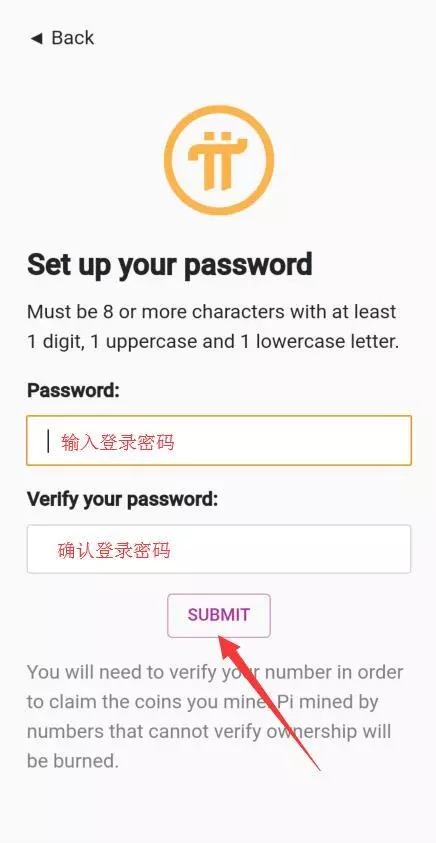 ◄ Back
Set up your password
Must be 8 or more characters with at least
1 digit, 1 uppercase and 1 lowercase letter.
Password:
输入登录密码
Verify your password:
确认登录密码
SUBMIT
You will need to verify your number in order
to claim the coins you mine. Pi mined by
numbers that cannot verify ownership will
be burned.